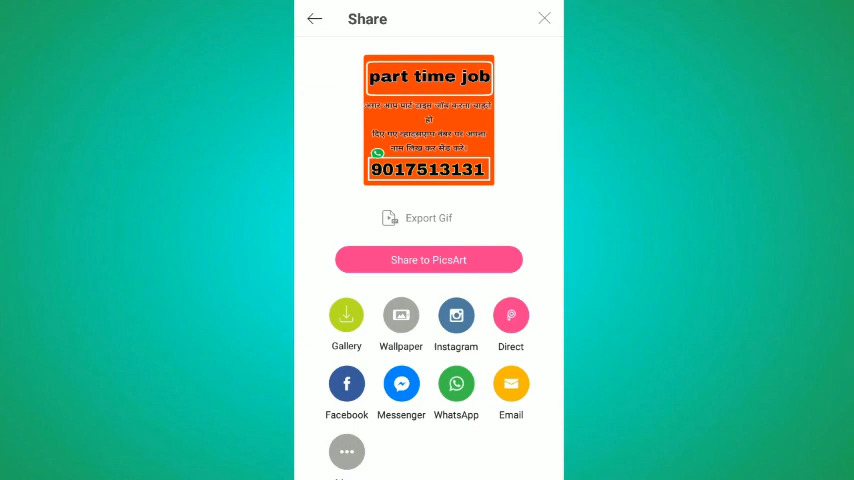 Share
part time job
अगर आप पार्ट टाइम जॉब करना चाहते
हो
दिए गए व्हाट्सएप नंबर पर अपना
नाम लिख कर सेंड करें।
9017513131
Export Gif
Share to PicsArt
Gallery
Wallpaper
Instagram
Direct
Facebook
Messenger
WhatsApp
Email